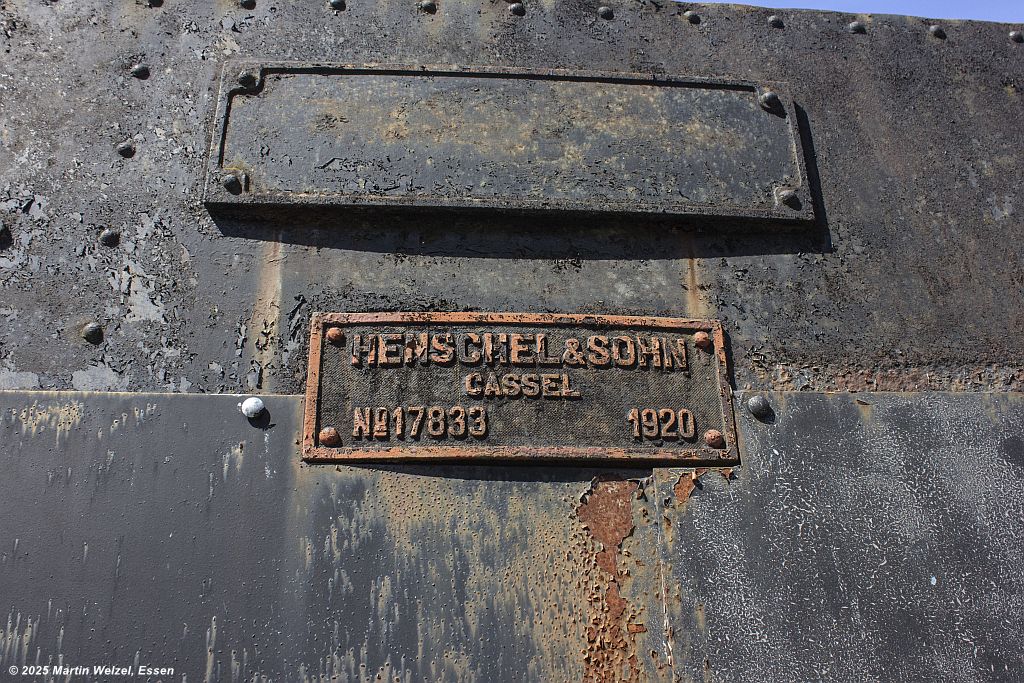 HENSCHEL&SOHN
CASSEL
No17833 1920
© 2025 Martin Welzel, Essen